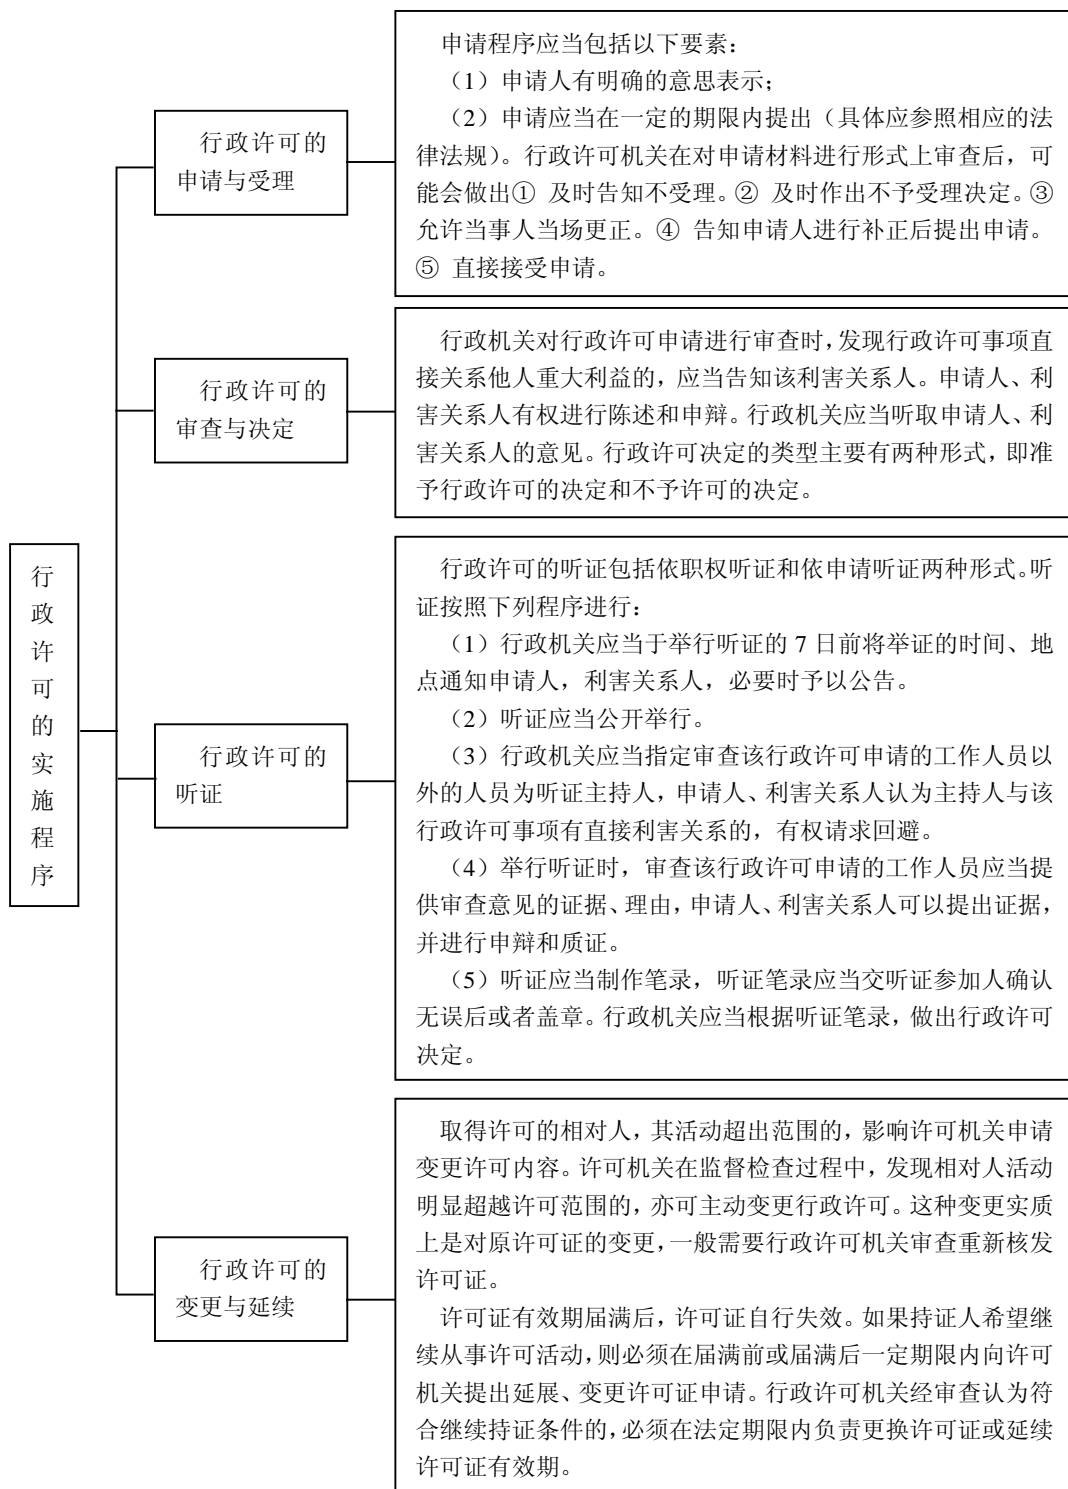 行政许可的实施程序
行政许可的
申请与受理
申请程序应当包括以下要素：
（1）申请人有明确的意思表示；
（2）申请应当在一定的期限内提出（具体应参照相应的法
律法规）。行政许可机关在对申请材料进行形式上审查后，可
能会做出① 及时告知不受理。② 及时作出不予受理决定。③
允许当事人当场更正。④ 告知申请人进行补正后提出申请。
⑤ 直接接受申请。
行政许可的
审查与决定
行政机关对行政许可申请进行审查时，发现行政许可事项直
接关系他人重大利益的，应当告知该利害关系人。申请人、利
害关系人有权进行陈述和申辩。行政机关应当听取申请人、利
害关系人的意见。行政许可决定的类型主要有两种形式，即准
予行政许可的决定和不予许可的决定。
行政许可的
听证
行政许可的听证包括依职权听证和依申请听证两种形式。听
证按照下列程序进行：
（1）行政机关应当于举行听证的 7 日前将举证的时间、地
点通知申请人，利害关系人，必要时予以公告。
（2）听证应当公开举行。
（3）行政机关应当指定审查该行政许可申请的工作人员以
外的人员为听证主持人，申请人、利害关系人认为主持人与该
行政许可事项有直接利害关系的，有权请求回避。
（4）举行听证时，审查该行政许可申请的工作人员应当提
供审查意见的证据、理由，申请人、利害关系人可以提出证据，
并进行申辩和质证。
（5）听证应当制作笔录，听证笔录应当交听证参加人确认
无误后或者盖章。行政机关应当根据听证笔录，做出行政许可
决定。
行政许可的
变更与延续
取得许可的相对人，其活动超出范围的，影响许可机关申请
变更许可内容。许可机关在监督检查过程中，发现相对人活动
明显超越许可范围的，亦可主动变更行政许可。这种变更实质
上是对原许可证的变更，一般需要行政许可机关审查重新核发
许可证。
许可证有效期届满后，许可证自行失效。如果持证人希望继
续从事许可活动，则必须在届满前或届满后一定期限内向许可
机关提出延展、变更许可证申请。行政许可机关经审查认为符
合继续持证条件的，必须在法定期限内负责更换许可证或延续
许可证有效期。